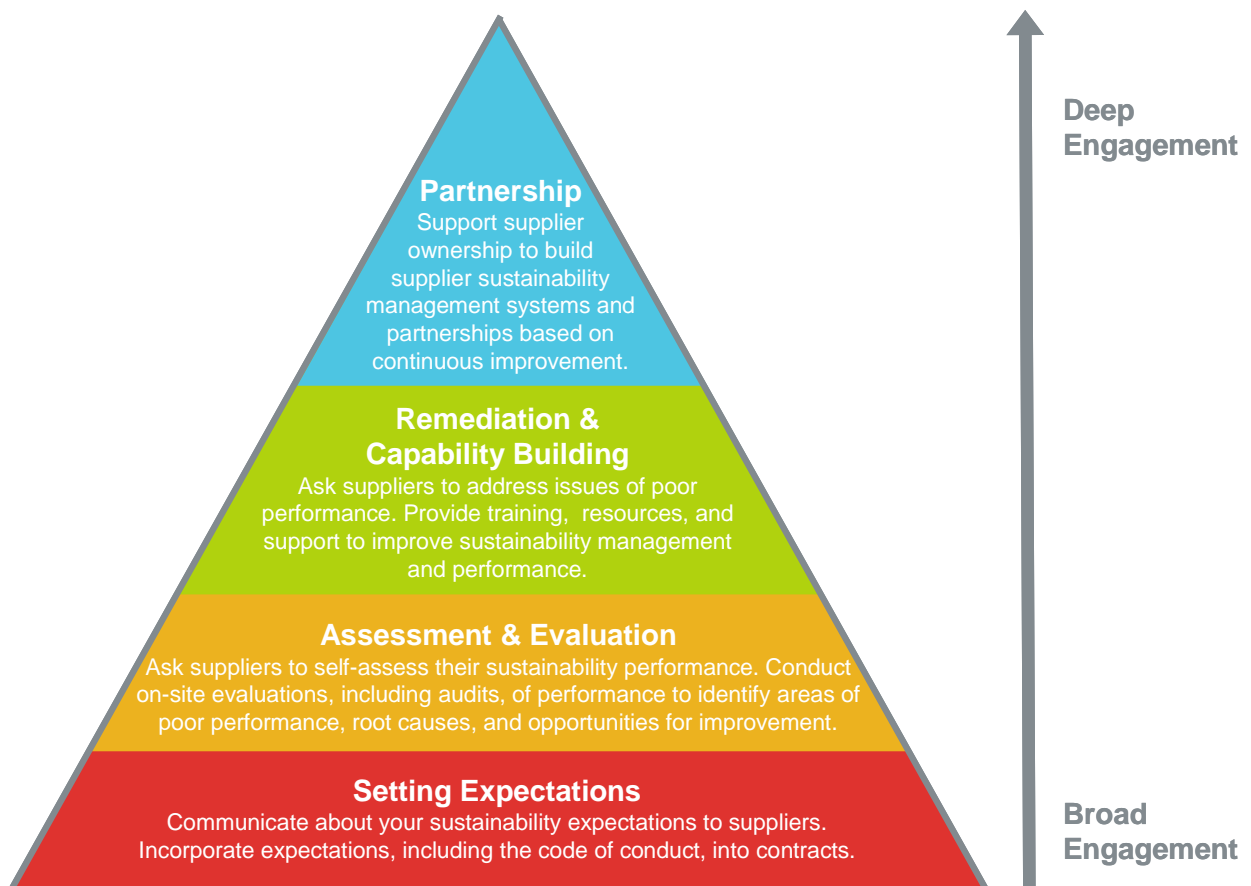 Deep
Engagement
Partnership
Support supplier
ownership to build
supplier sustainability
management systems and
partnerships based on
continuous improvement.
Remediation &
Capability Building
Ask suppliers to address issues of poor
performance. Provide training,  resources, and
support to improve sustainability management
and performance.
Assessment & Evaluation
Ask suppliers to self-assess their sustainability performance. Conduct
on-site evaluations, including audits, of performance to identify areas of
poor performance, root causes, and opportunities for improvement.
Setting Expectations
Communicate about your sustainability expectations to suppliers.
Incorporate expectations, including the code of conduct, into contracts.
Broad
Engagement